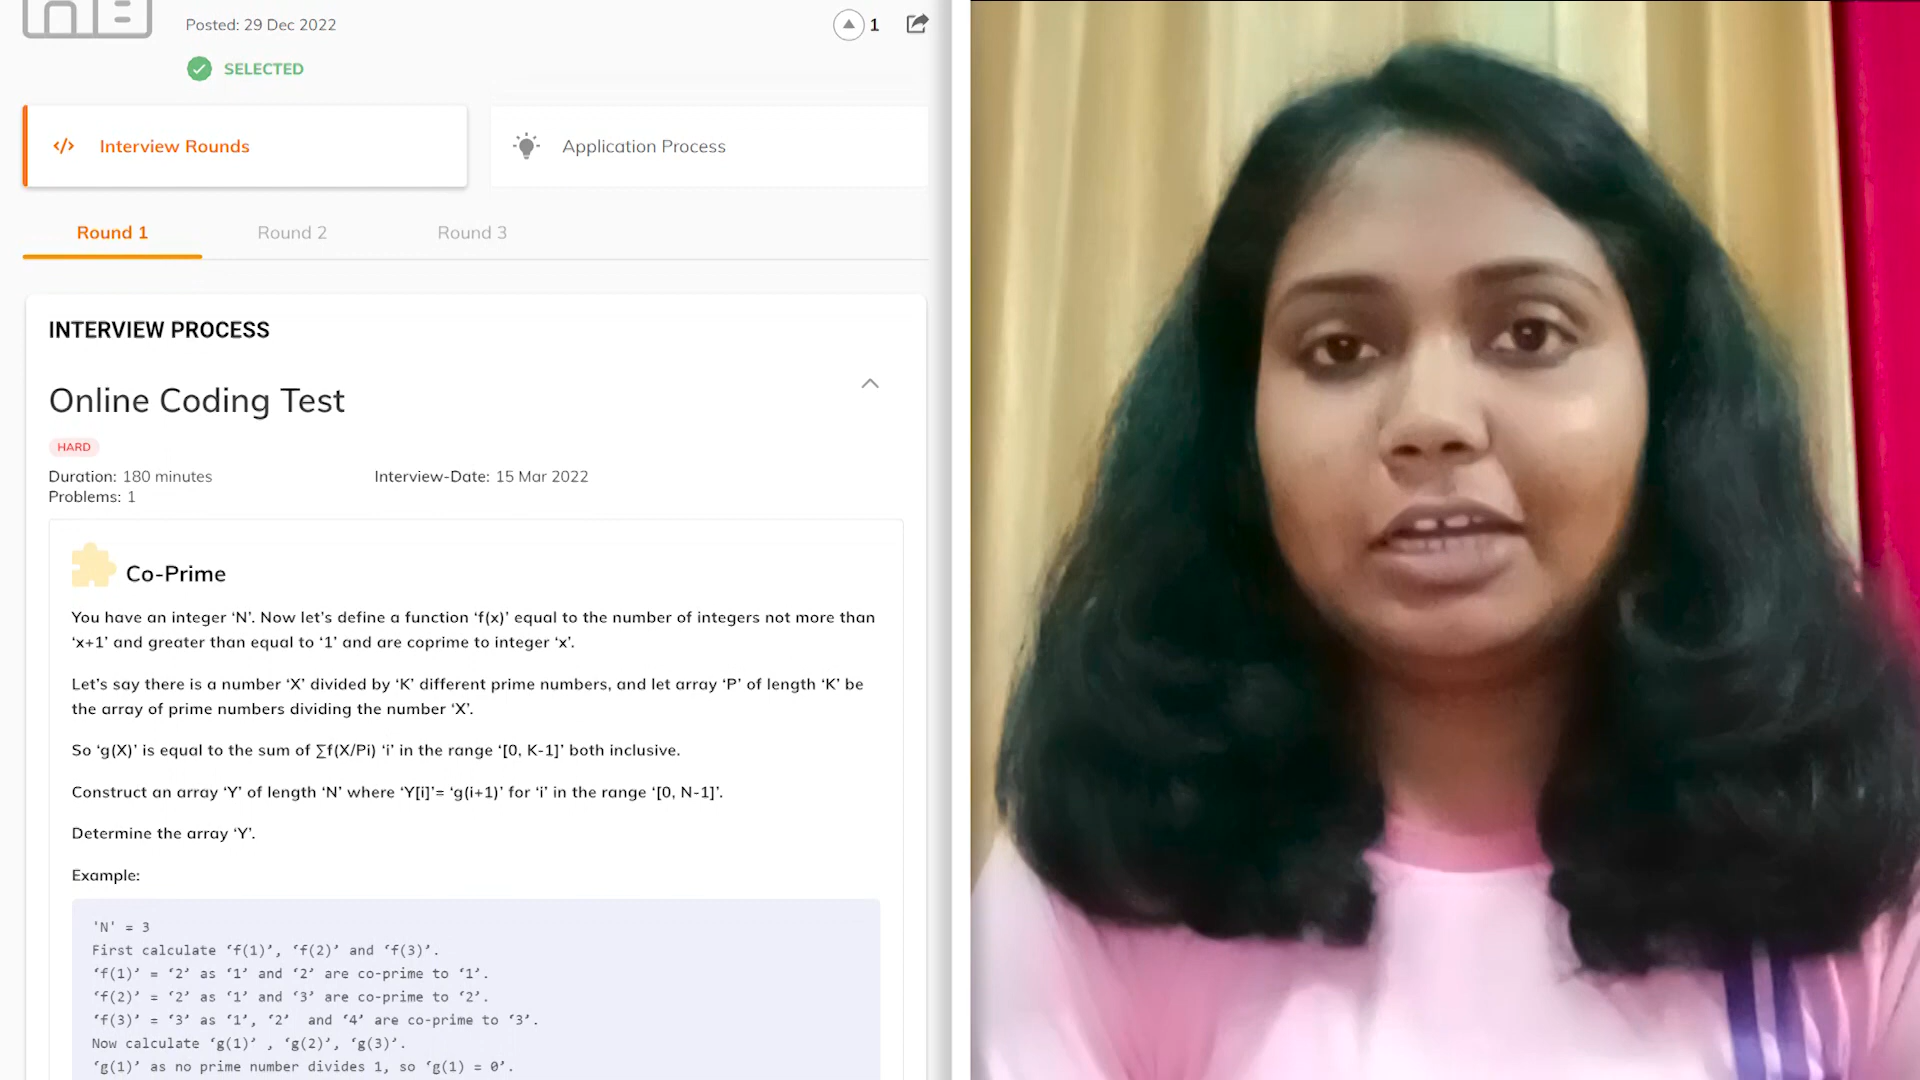 Posted: 29 Dec 2022
1
SELECTED
Interview Rounds
Application Process
Round 1
Round 2
Round 3
INTERVIEW PROCESS
Online Coding Test
HARD
Duration: 180 minutes
Interview-Date: 15 Mar 2022
Problems: 1
Co-Prime
You have an integer ‘N’. Now let’s define a function ‘f(x)’ equal to the number of integers not more than
‘x+1’ and greater than equal to ‘1’ and are coprime to integer ‘x’.
Let’s say there is a number ‘X’ divided by ‘K’ different prime numbers, and let array ‘P’ of length ‘K’ be
the array of prime numbers dividing the number ‘X’.
So ‘g(X)’ is equal to the sum of ∑f(X/Pi) ‘i’ in the range ‘[0, K-1]’ both inclusive.
Construct an array ‘Y’ of length ‘N’ where ‘Y[i]’= ‘g(i+1)’ for ‘i’ in the range ‘[0, N-1]’.
Determine the array ‘Y’.
Example:
'N' = 3
First calculate ‘f(1)’, ‘f(2)’ and ‘f(3)’.
‘f(1)’ = ‘2’ as ‘1’ and ‘2’ are co-prime to ‘1’.
‘f(2)’ = ‘2’ as ‘1’ and ‘3’ are co-prime to ‘2’.
‘f(3)’ = ‘3’ as ‘1’, ‘2’  and ‘4’ are co-prime to ‘3’.
Now calculate ‘g(1)’ , ‘g(2)’, ‘g(3)’.
‘g(1)’ as no prime number divides 1, so ‘g(1) = 0’.